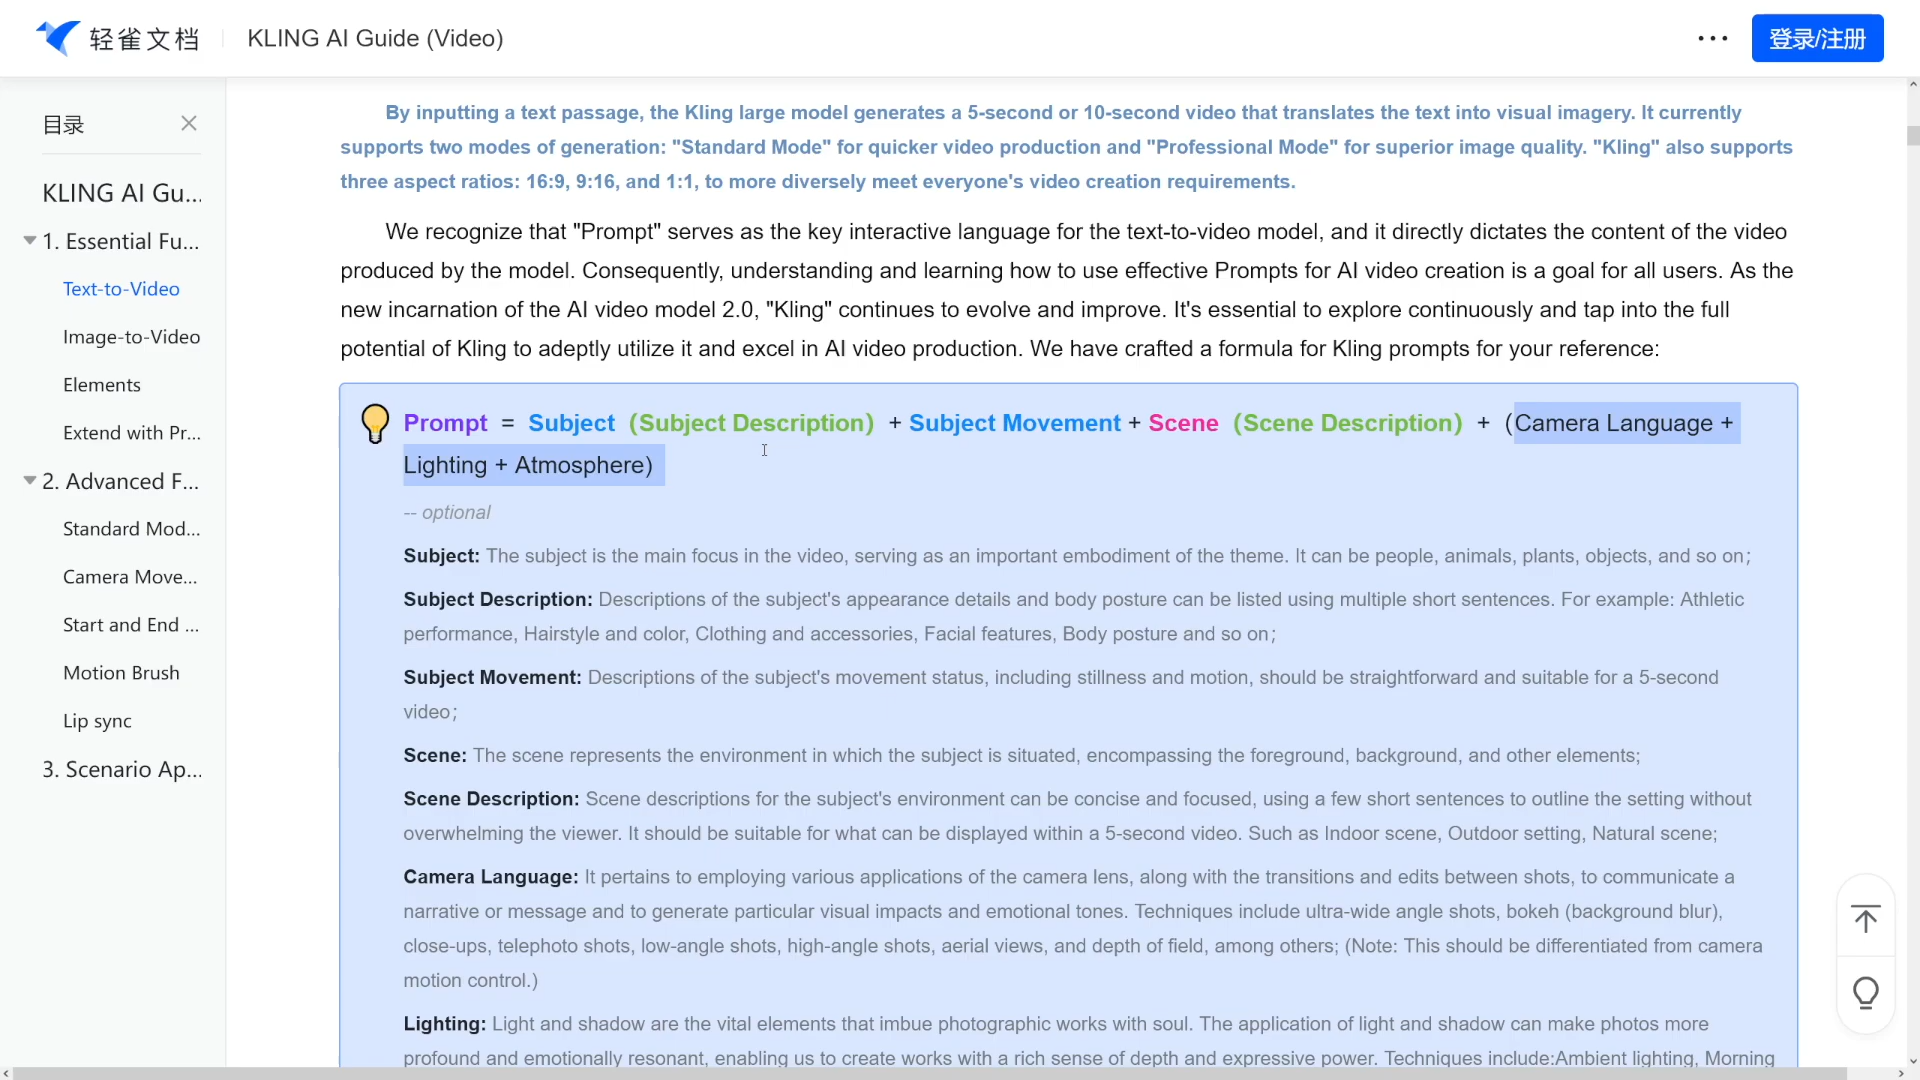 轻雀文档
KLING AI Guide (Video)
登录/注册
目录
KLING AI Gu...
1. Essential Fu...
Text-to-Video
Image-to-Video
Elements
Extend with Pr...
2. Advanced F...
Standard Mod...
Camera Move...
Start and End ...
Motion Brush
Lip sync
3. Scenario Ap...
By inputting a text passage, the Kling large model generates a 5-second or 10-second video that translates the text into visual imagery. It currently
supports two modes of generation: "Standard Mode" for quicker video production and "Professional Mode" for superior image quality. "Kling" also supports
three aspect ratios: 16:9, 9:16, and 1:1, to more diversely meet everyone's video creation requirements.
We recognize that "Prompt" serves as the key interactive language for the text-to-video model, and it directly dictates the content of the video
produced by the model. Consequently, understanding and learning how to use effective Prompts for AI video creation is a goal for all users. As the
new incarnation of the AI video model 2.0, "Kling" continues to evolve and improve. It's essential to explore continuously and tap into the full
potential of Kling to adeptly utilize it and excel in AI video production. We have crafted a formula for Kling prompts for your reference:
Prompt = Subject (Subject Description) + Subject Movement + Scene (Scene Description) + (Camera Language +
Lighting + Atmosphere)
-- optional
Subject: The subject is the main focus in the video, serving as an important embodiment of the theme. It can be people, animals, plants, objects, and so on;
Subject Description: Descriptions of the subject's appearance details and body posture can be listed using multiple short sentences. For example: Athletic
performance, Hairstyle and color, Clothing and accessories, Facial features, Body posture and so on;
Subject Movement: Descriptions of the subject's movement status, including stillness and motion, should be straightforward and suitable for a 5-second
video;
Scene: The scene represents the environment in which the subject is situated, encompassing the foreground, background, and other elements;
Scene Description: Scene descriptions for the subject's environment can be concise and focused, using a few short sentences to outline the setting without
overwhelming the viewer. It should be suitable for what can be displayed within a 5-second video. Such as Indoor scene, Outdoor setting, Natural scene;
Camera Language: It pertains to employing various applications of the camera lens, along with the transitions and edits between shots, to communicate a
narrative or message and to generate particular visual impacts and emotional tones. Techniques include ultra-wide angle shots, bokeh (background blur),
close-ups, telephoto shots, low-angle shots, high-angle shots, aerial views, and depth of field, among others; (Note: This should be differentiated from camera
motion control.)
Lighting: Light and shadow are the vital elements that imbue photographic works with soul. The application of light and shadow can make photos more
profound and emotionally resonant, enabling us to create works with a rich sense of depth and expressive power. Techniques include:Ambient lighting, Morning